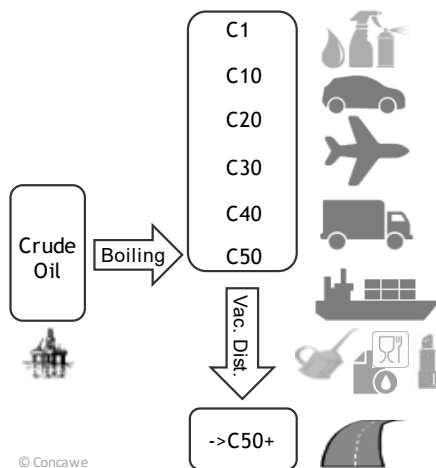 C1
C10
C20
C30
C40
C50
Crude
Oil
Boiling
Vac. Dist.
->C50+
© Concawe